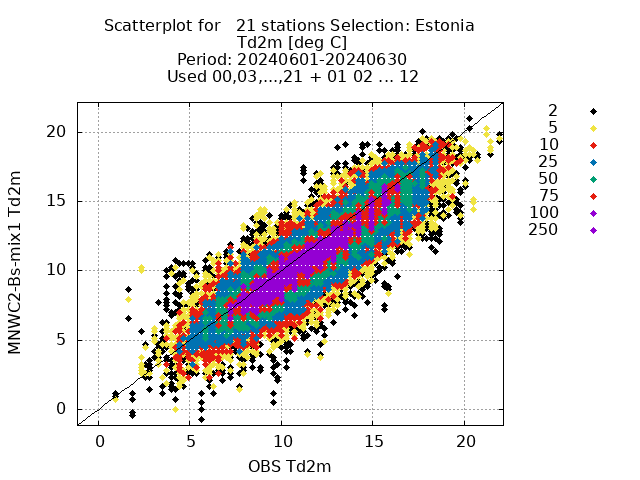 Scatterplot for   21 stations Selection: Estonia
Td2m [deg C]
Period: 20240601-20240630
Used 00,03,...,21 + 01 02 ... 12
2
5
10
25
50
75
100
250
20
15
10
5
0
MNWC2-Bs-mix1 Td2m
0 5 10 15 20
OBS Td2m